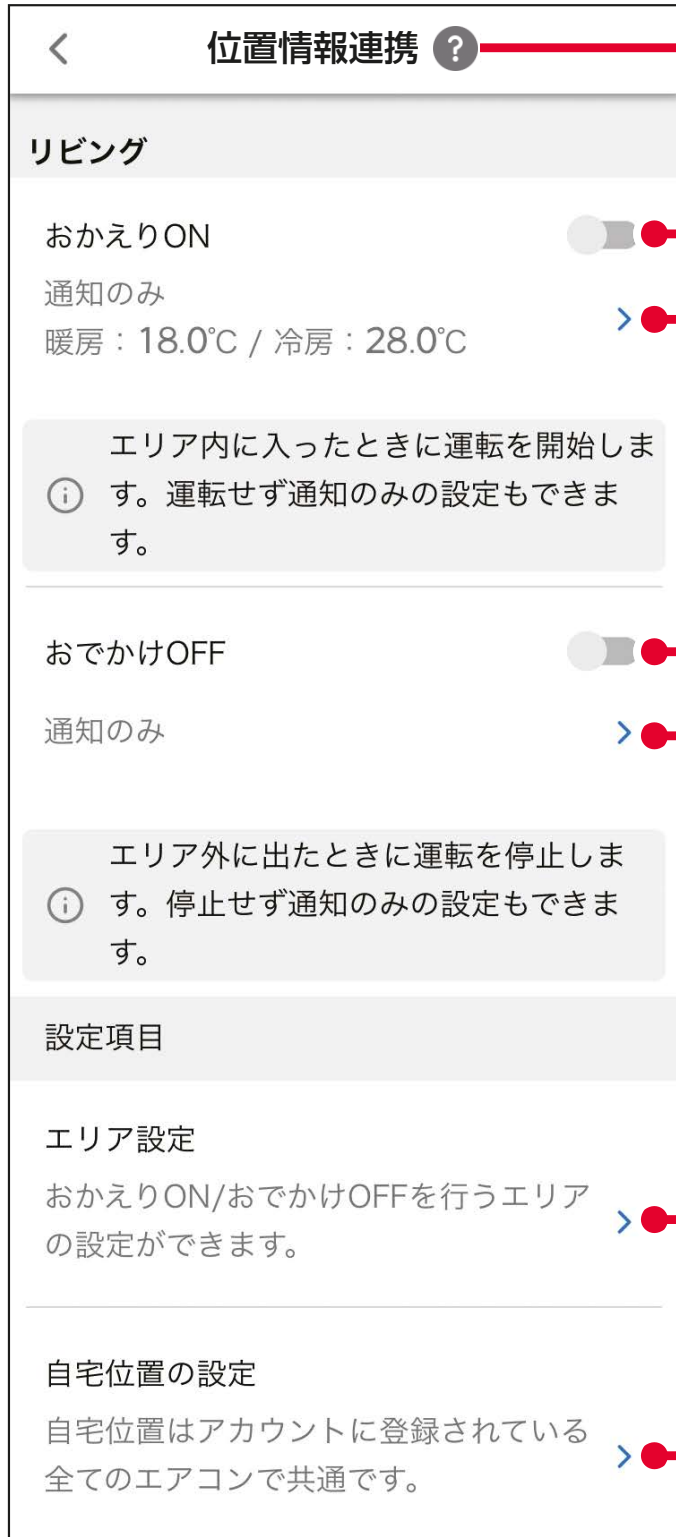 位置情報連携 ?
リビング
おかえりON
通知のみ
暖房：18.0℃ / 冷房：28.0℃
エリア内に入ったときに運転を開始しま
す。運転せず通知のみの設定もできま
す。
おでかけOFF
通知のみ
エリア外に出たときに運転を停止しま
す。停止せず通知のみの設定もできま
す。
設定項目
エリア設定
おかえりON/おでかけOFFを行うエリア
の設定ができます。
自宅位置の設定
自宅位置はアカウントに登録されている
全てのエアコンで共通です。